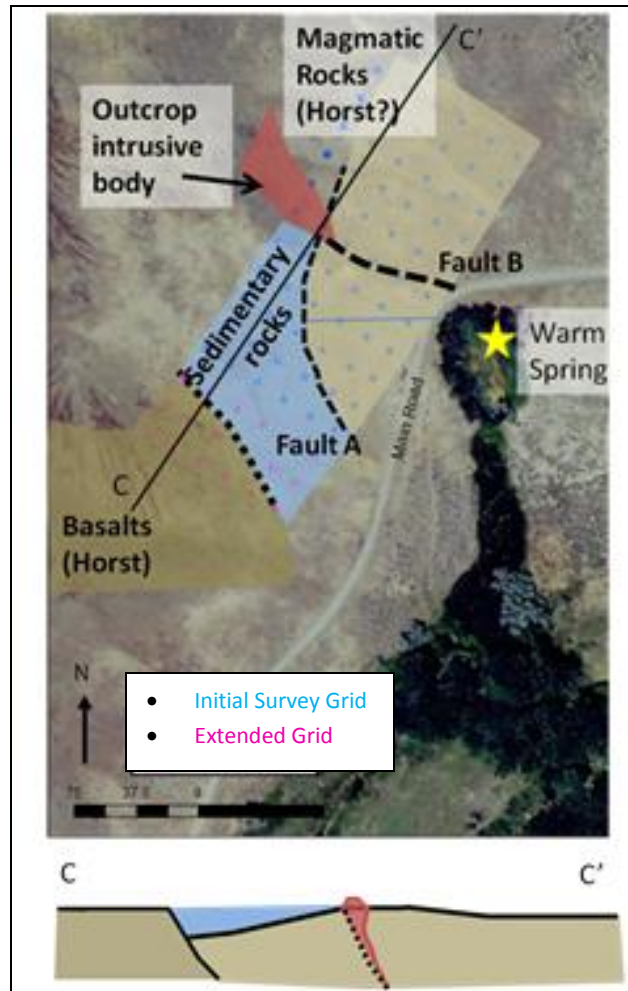 Magmatic
Rocks
(Horst?)
C'
Outcrop
intrusive
body
Sedimentary
rocks
Fault B
Warm
Spring
Fault A
Main Road
C
Basalts
(Horst)
N
• Initial Survey Grid
• Extended Grid
75 37.5 0
C C'